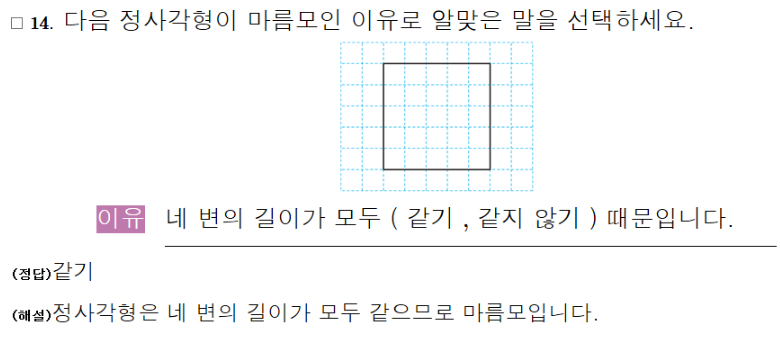 □ 14. 다음 정사각형이 마름모인 이유로 알맞은 말을 선택하세요.
이유 네 변의 길이가 모두 ( 같기 , 같지 않기 ) 때문입니다.
(정답)같기
(해설)정사각형은 네 변의 길이가 모두 같으므로 마름모입니다.